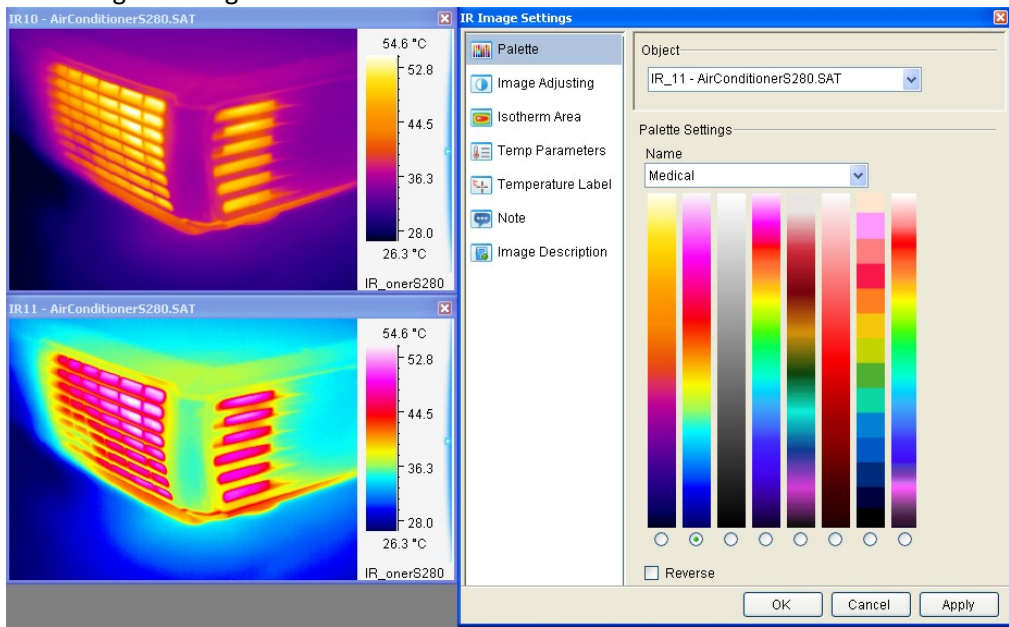 IR10 - AirConditionerS280.SAT
54.6 °C
52.8
44.5
36.3
28.0
26.3 °C
IR_onerS280
IR11 - AirConditionerS280.SAT
54.6 °C
52.8
44.5
36.3
28.0
26.3 °C
IR_onerS280
IR Image Settings
Palette
Image Adjusting
Isotherm Area
Temp Parameters
Temperature Label
Note
Image Description
Object
IR_11 - AirConditionerS280.SAT
Palette Settings
Name
Medical
Reverse
OK
Cancel
Apply